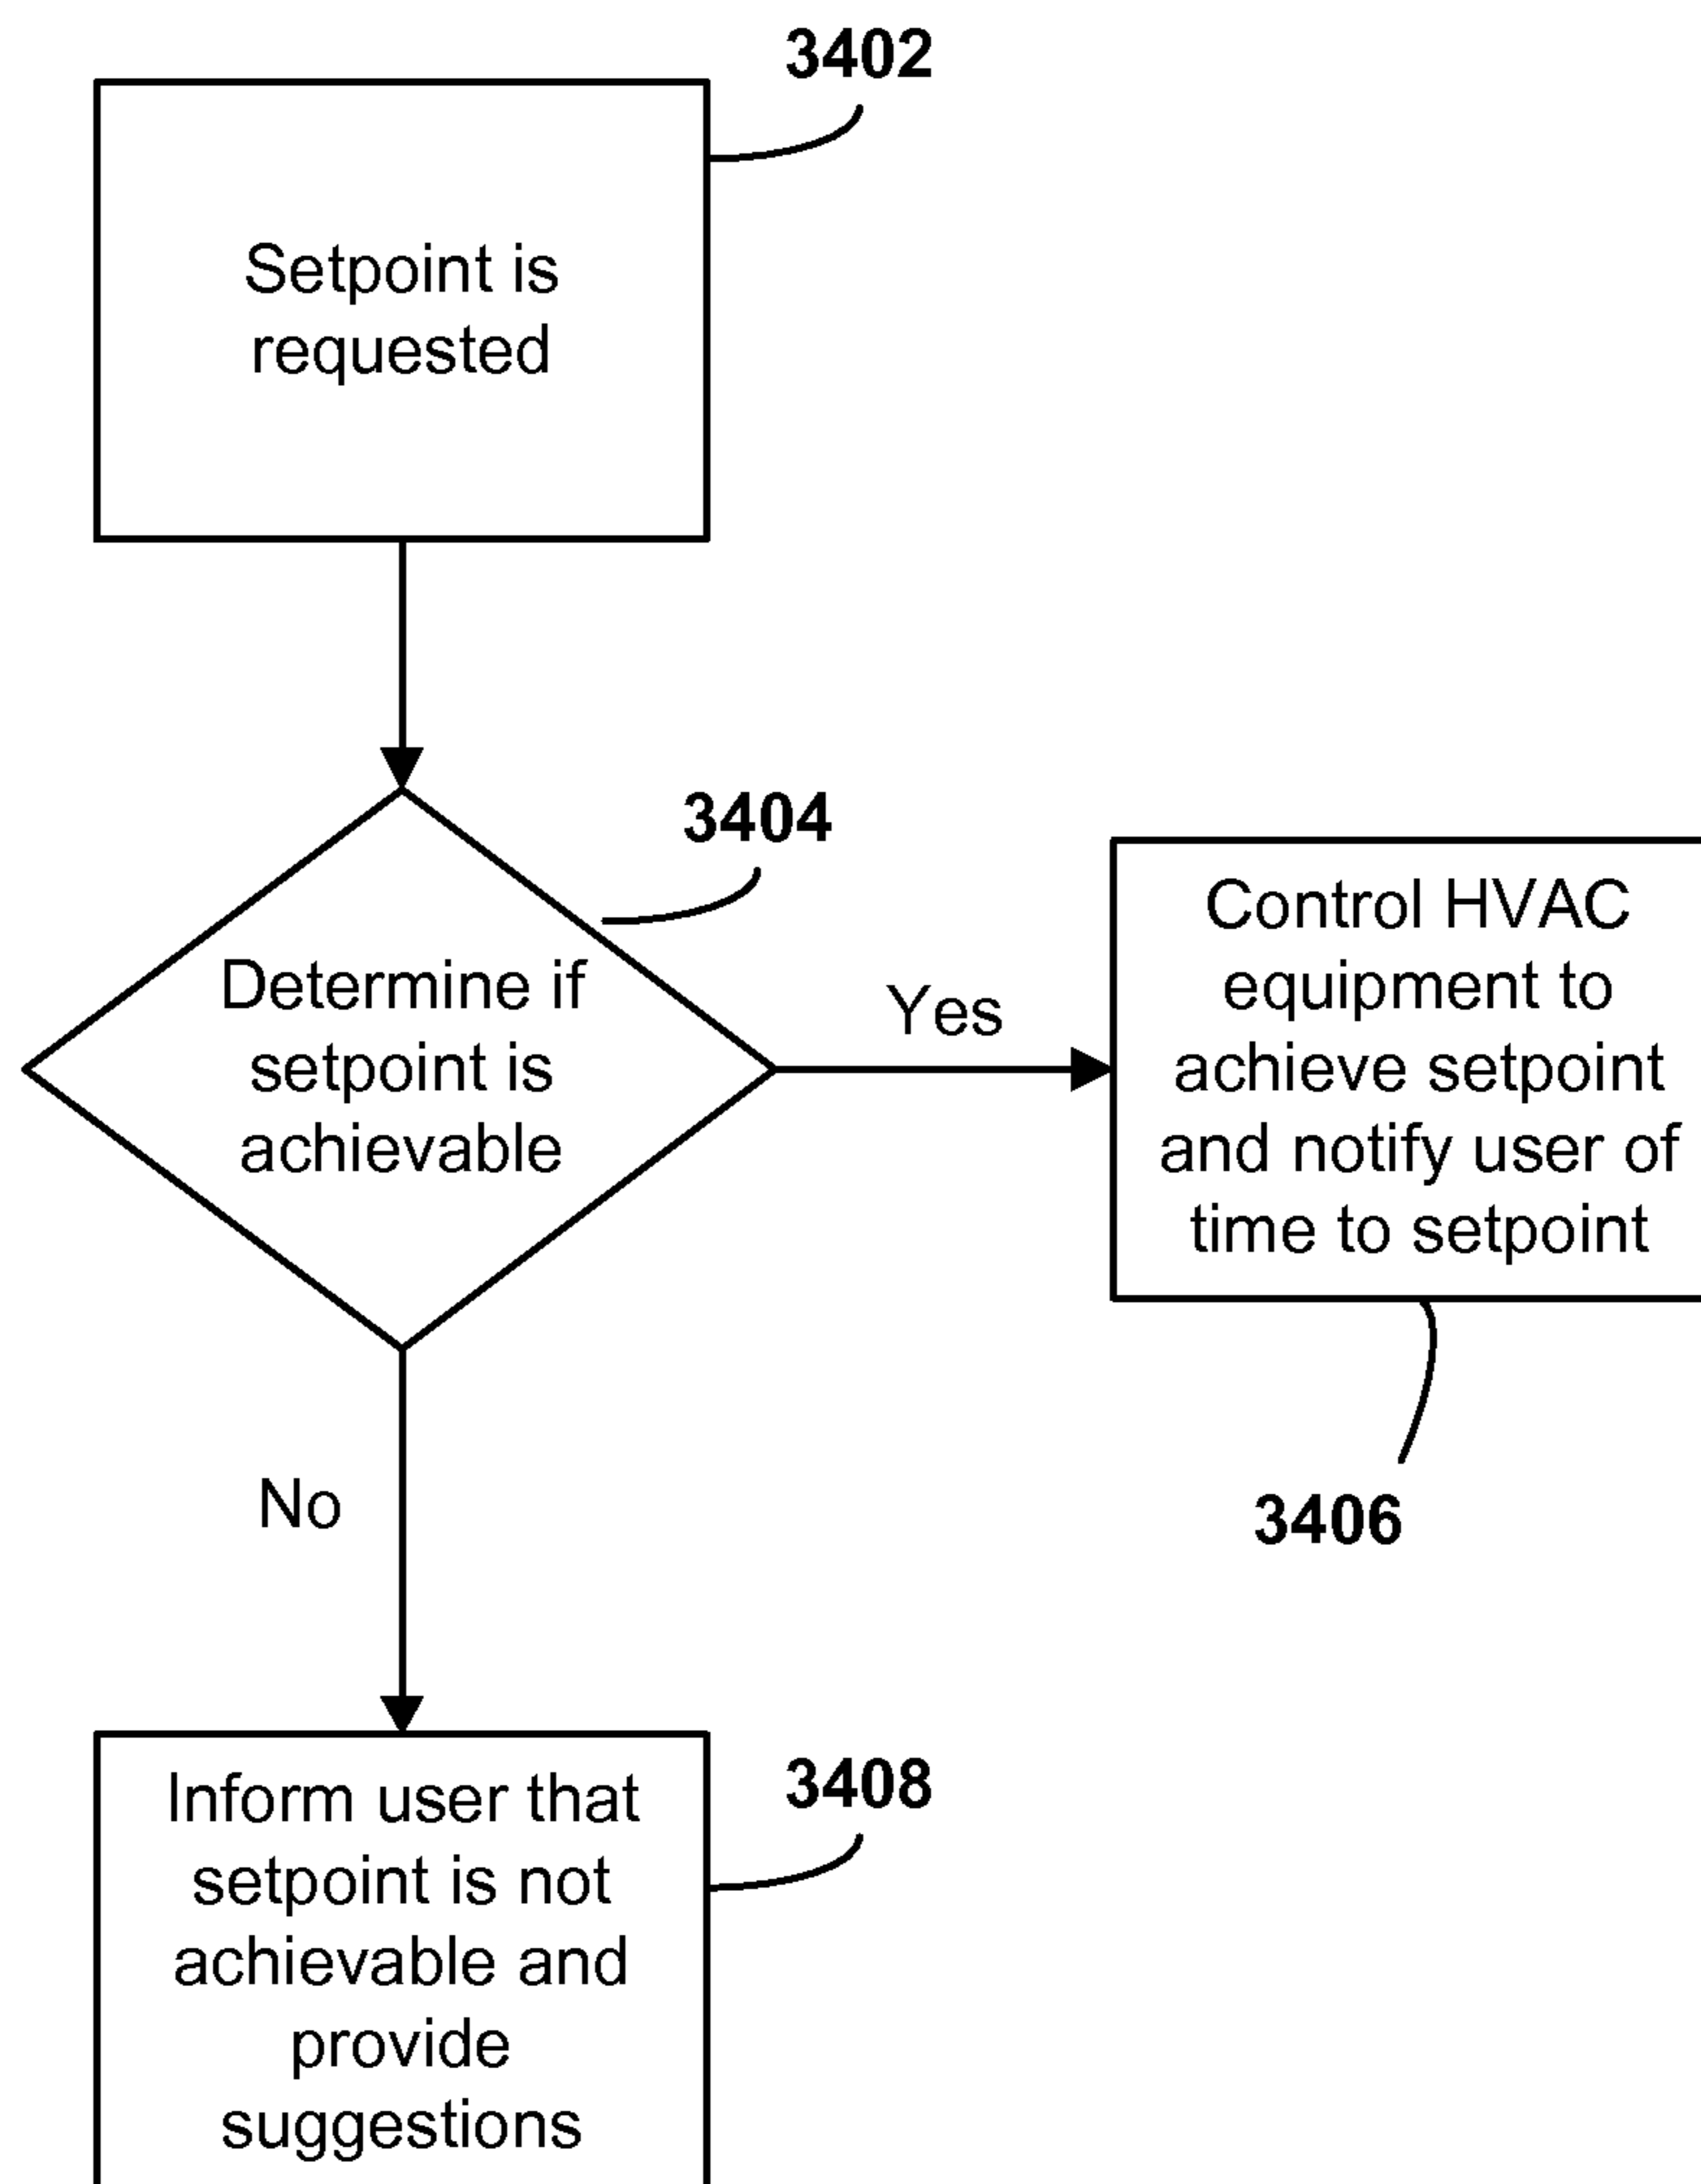 3402
Setpoint is
requested
3404
Determine if
setpoint is
achievable
Yes
Control HVAC
equipment to
achieve setpoint
and notify user of
time to setpoint
3406
No
3408
Inform user that
setpoint is not
achievable and
provide
suggestions